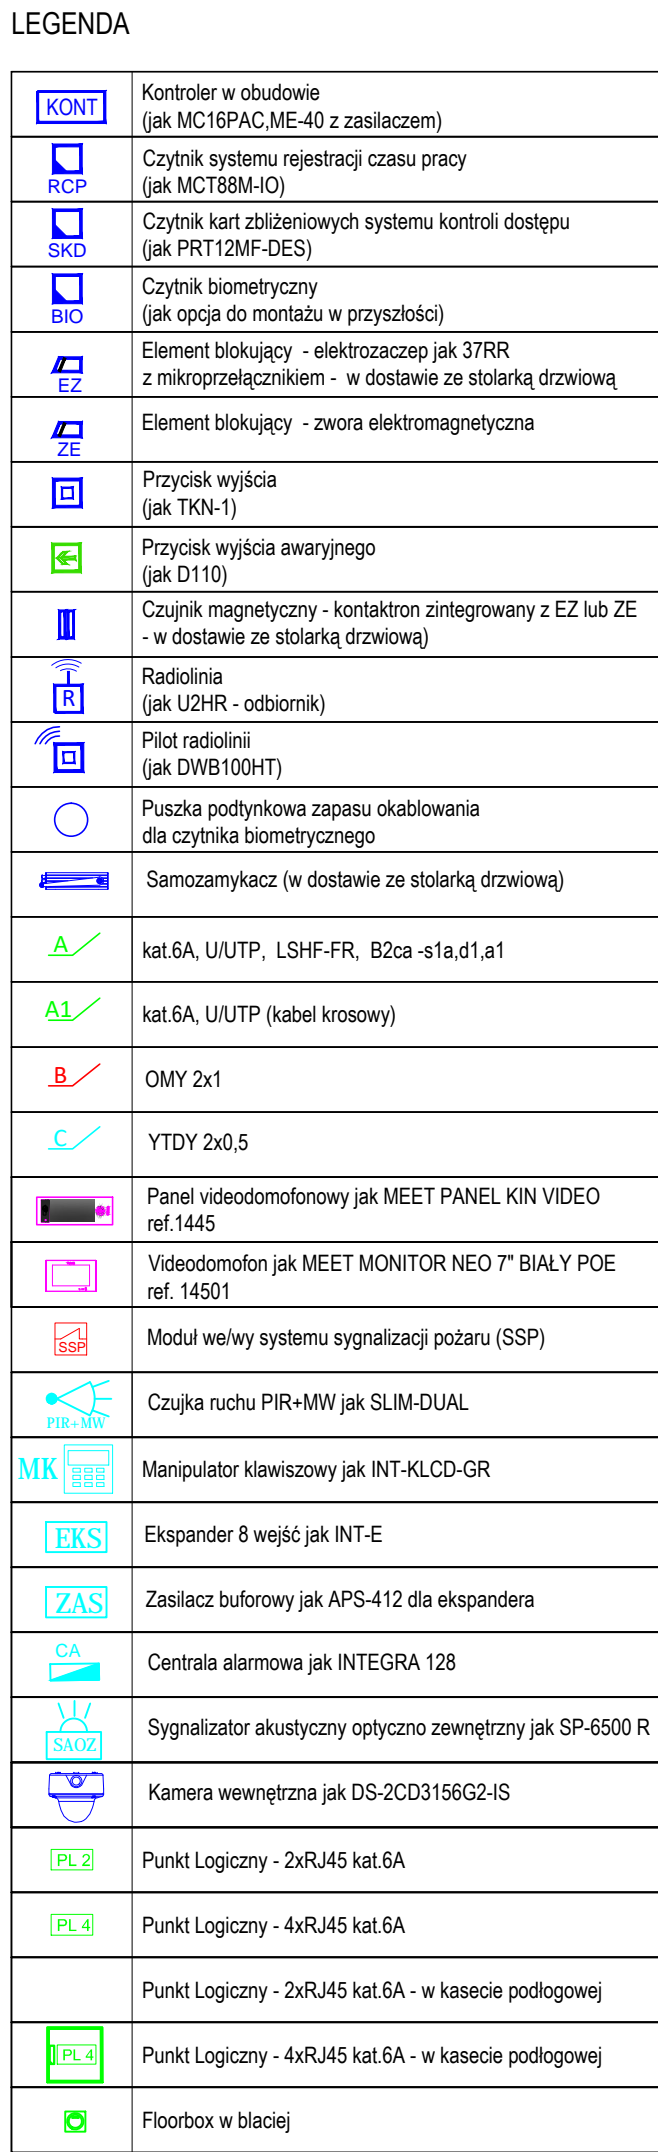 LEGENDA
KONT
Kontroler w obudowie
(jak MC16PAC,ME-40 z zasilaczem)
RCP
Czytnik systemu rejestracji czasu pracy
(jak MCT88M-IO)
SKD
Czytnik kart zbliżeniowych systemu kontroli dostępu
(jak PRT12MF-DES)
BIO
Czytnik biometryczny
(jak opcja do montażu w przyszłości)
EZ
Element blokujący - elektrozaczep jak 37RR
z mikroprzełącznikiem - w dostawie ze stolarką drzwiową
ZE
Element blokujący - zwora elektromagnetyczna
Przycisk wyjścia
(jak TKN-1)
Przycisk wyjścia awaryjnego
(jak D110)
Czujnik magnetyczny - kontaktron zintegrowany z EZ lub ZE
- w dostawie ze stolarką drzwiową)
R
Radiolinia
(jak U2HR - odbiornik)
Pilot radiolinii
(jak DWB100HT)
Puszka podtynkowa zapasu okablowania
dla czytnika biometrycznego
Samozamykacz (w dostawie ze stolarką drzwiową)
A
kat.6A, U/UTP, LSHF-FR, B2ca -s1a,d1,a1
A1
kat.6A, U/UTP (kabel krosowy)
B
OMY 2x1
C
YTDY 2x0,5
Panel videodomofonowy jak MEET PANEL KIN VIDEO
ref.1445
Videodomofon jak MEET MONITOR NEO 7" BIAŁY POE
ref. 14501
SSP
Moduł we/wy systemu sygnalizacji pożaru (SSP)
PIR+MW
Czujka ruchu PIR+MW jak SLIM-DUAL
MK
Manipulator klawiszowy jak INT-KLCD-GR
EKS
Ekspander 8 wejść jak INT-E
ZAS
Zasilacz buforowy jak APS-412 dla ekspandera
CA
Centrala alarmowa jak INTEGRA 128
SAOZ
Sygnalizator akustyczny optyczno zewnętrzny jak SP-6500 R
Kamera wewnętrzna jak DS-2CD3156G2-IS
PL 2
Punkt Logiczny - 2xRJ45 kat.6A
PL 4
Punkt Logiczny - 4xRJ45 kat.6A
Punkt Logiczny - 2xRJ45 kat.6A - w kasecie podłogowej
PL 4
Punkt Logiczny - 4xRJ45 kat.6A - w kasecie podłogowej
Floorbox w blaciej